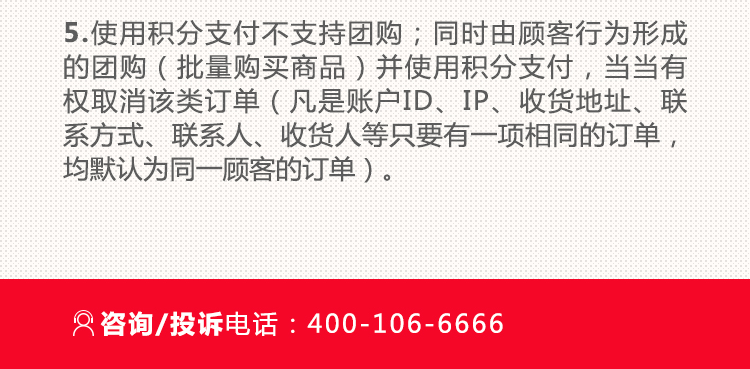 5.使用积分支付不支持团购；同时由顾客行为形成
的团购（批量购买商品）并使用积分支付，当当有
权取消该类订单（凡是账户ID、IP、收货地址、联
系方式、联系人、收货人等只要有一项相同的订单，
均默认为同一顾客的订单）。
咨询/投诉电话：400-106-6666